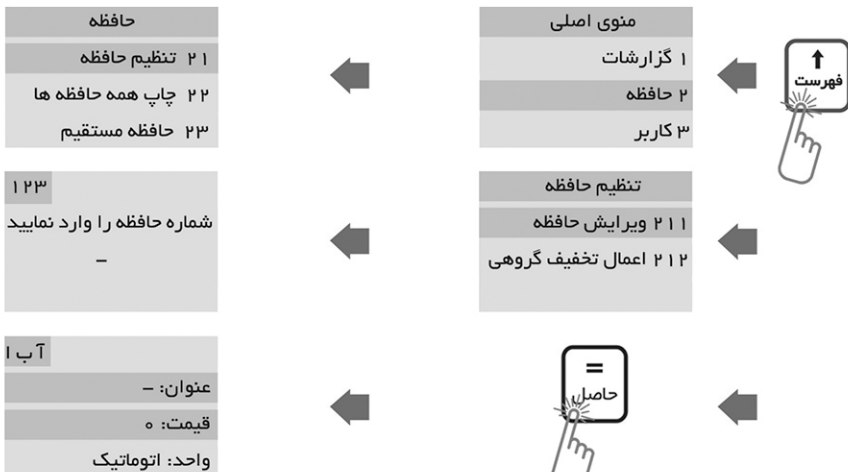 فهرست
منوی اصلی
۱ گزارشات
۲ حافظه
۳ کاربر
حافظه
۲۱ تنظیم حافظه
۲۲ چاپ همه حافظه ها
۲۳ حافظه مستقیم
تنظیم حافظه
۲۱۱ ویرایش حافظه
۲۱۲ اعمال تخفیف گروهی
۱۲۳
شماره حافظه را وارد نمایید
–
=
حاصل
آ ب ا
عنوان: –
قیمت: ۰
واحد: اتوماتیک